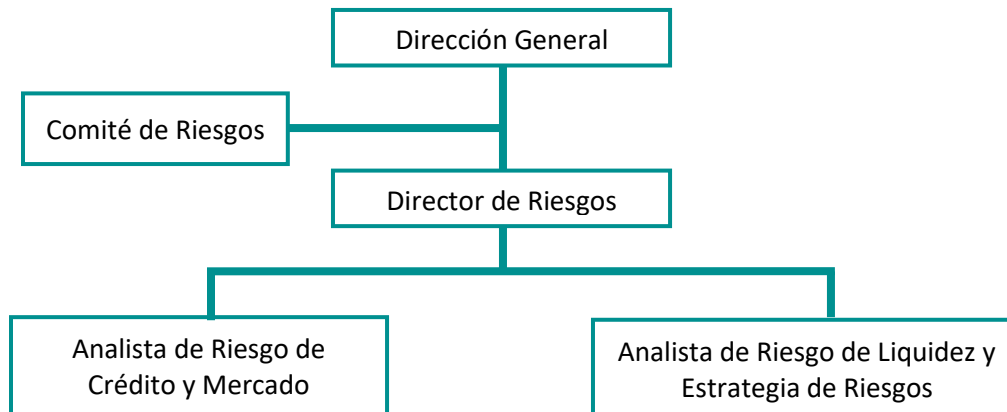 Dirección General
Comité de Riesgos
Director de Riesgos
Analista de Riesgo de
Crédito y Mercado
Analista de Riesgo de Liquidez y
Estrategia de Riesgos